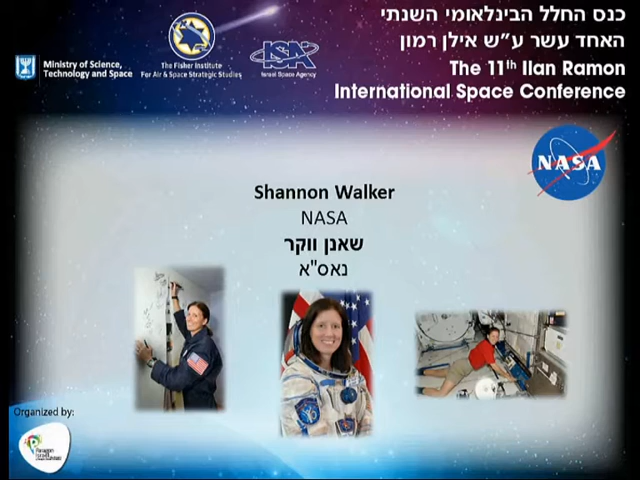 כנס החלל הבינלאומי השנתי
האחד עשר ע״ש אילן רמון
The 11th Ilan Ramon
International Space Conference
Ministry of Science,
Technology and Space
The Fisher Institute
For Air & Space Strategic Studies
ISA
Israel Space Agency
NASA
Shannon Walker
NASA
שאנן ווקר
נאס"א
Organized by:
Paragon
Israel